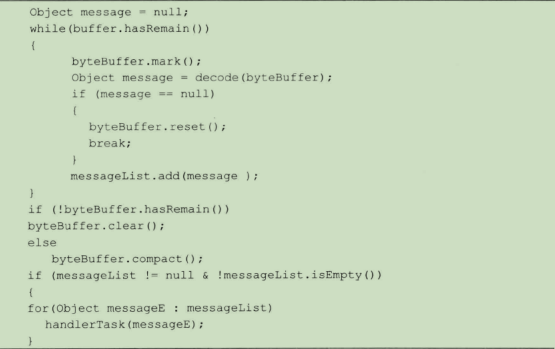 Object message = null;
while(buffer.hasRemain())
{
byteBuffer.mark();
Object message = decode(byteBuffer);
if (message == null)
{
byteBuffer.reset();
break;
}
messageList.add(message );
}
if (!byteBuffer.hasRemain())
byteBuffer.clear();
else
byteBuffer.compact();
if (messageList != null & !messageList.isEmpty())
{
for(Object messageE : messageList)
handlerTask(messageE);
}